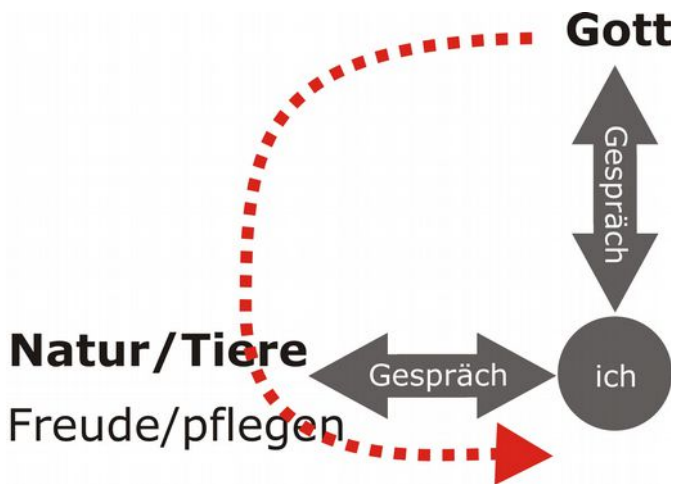 Gott
Gespräch
Natur/Tiere
Gespräch
ich
Freude/pflegen